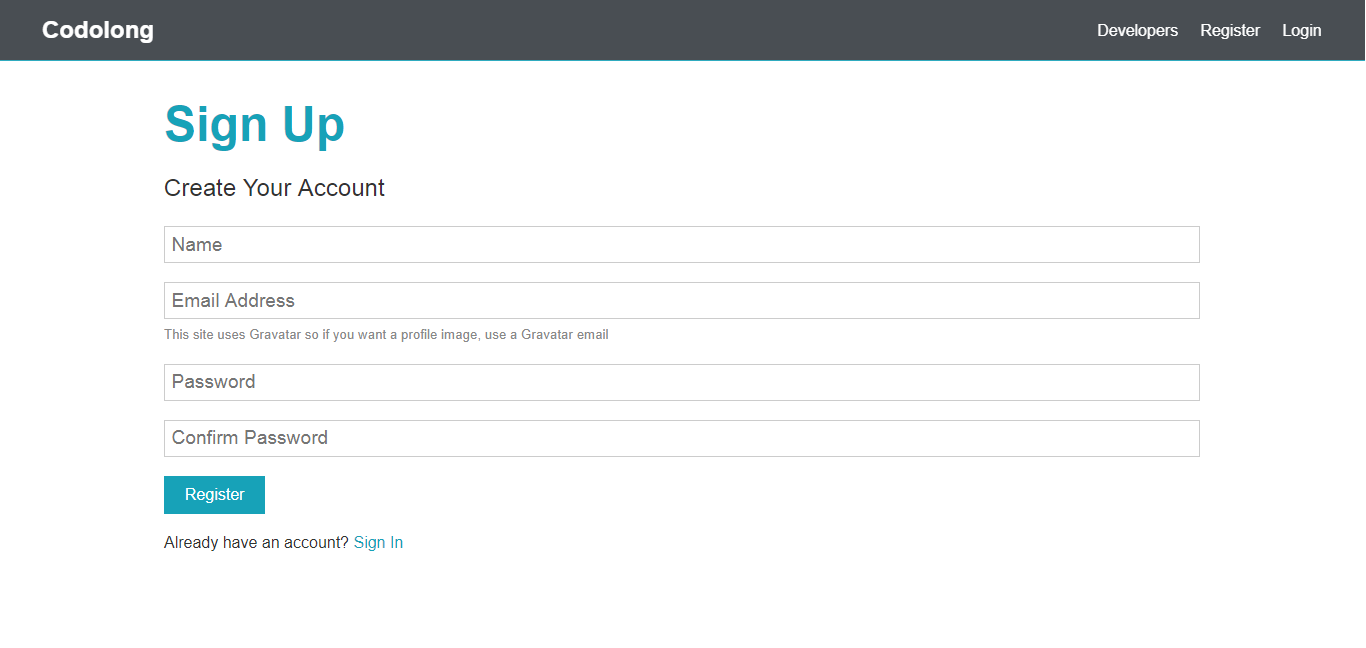 Codolong
Developers Register Login
Sign Up
Create Your Account
Name
Email Address
This site uses Gravatar so if you want a profile image, use a Gravatar email
Password
Confirm Password
Register
Already have an account? Sign In